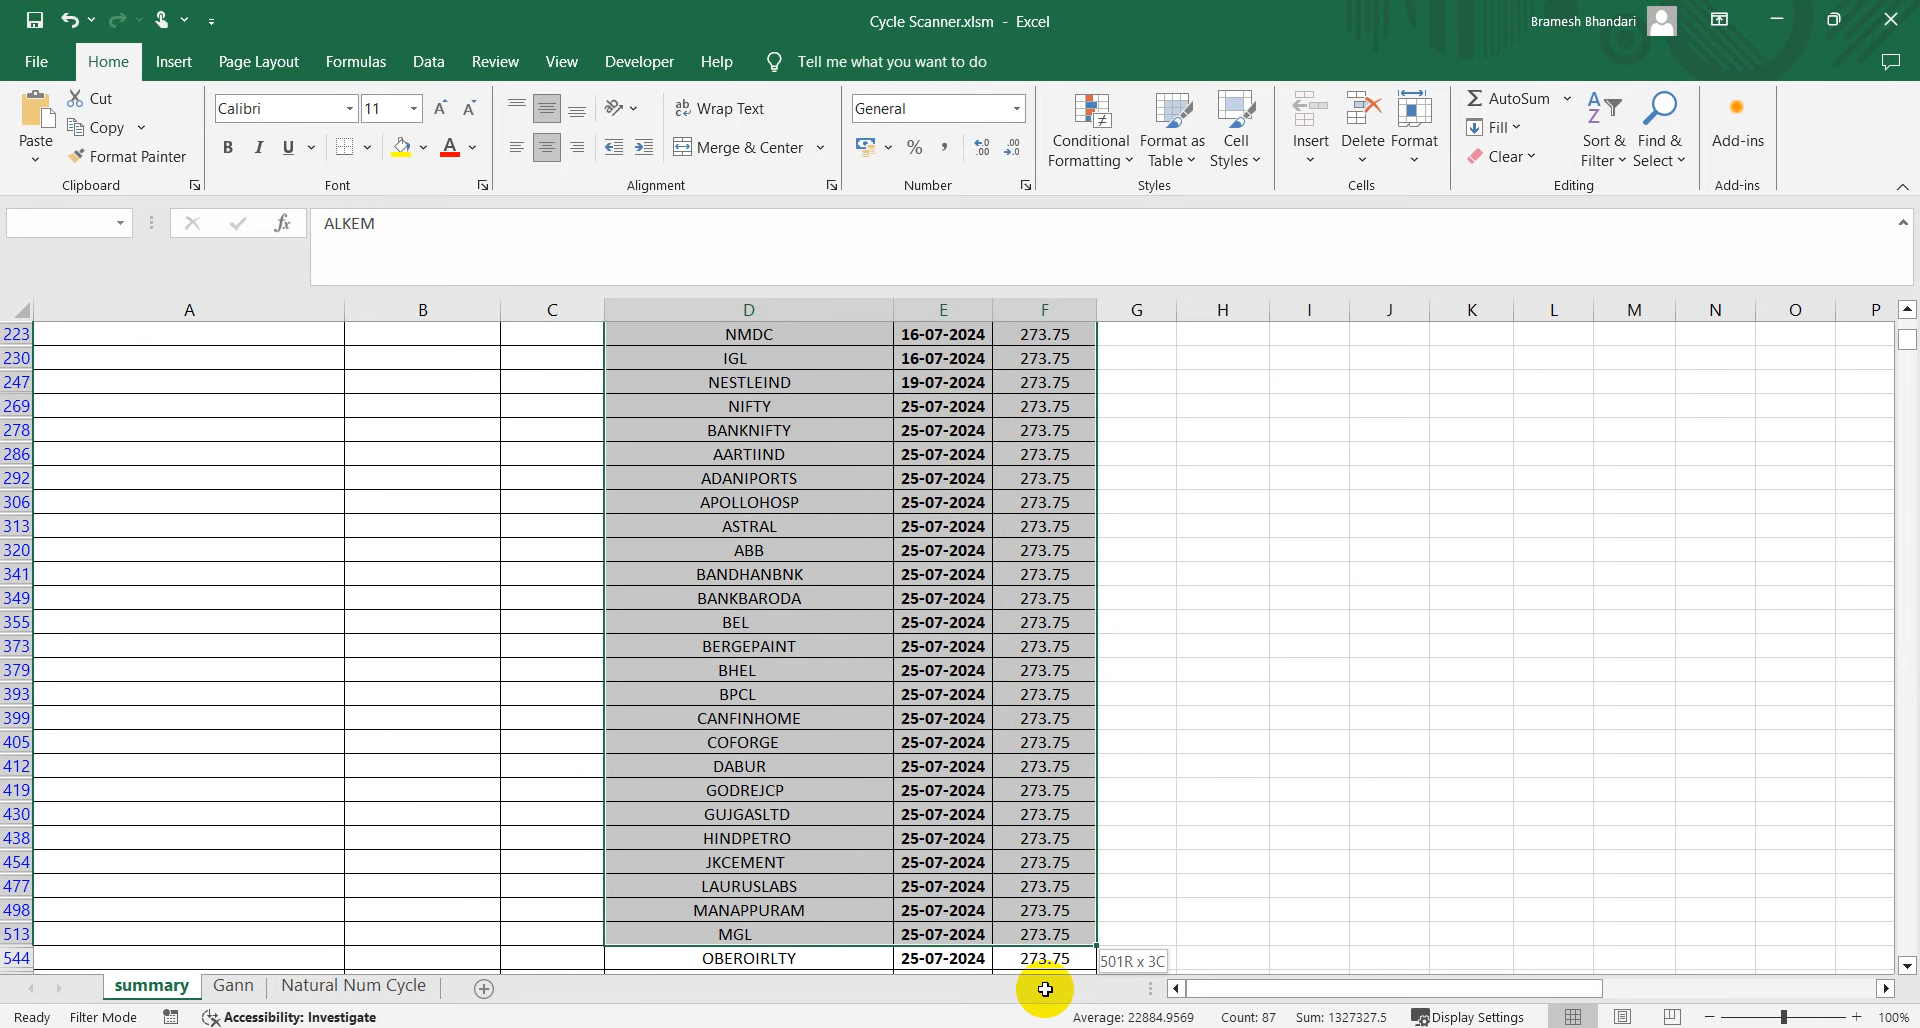 Cycle Scanner.xlsm - Excel
Bramesh Bhandari
File Home Insert Page Layout Formulas Data Review View Developer Help Tell me what you want to do
Paste
Cut
Copy
Format Painter
Clipboard
Calibri 11
B I U A
Font
ab Wrap Text
Merge & Center
Alignment
General
% ,
Number
Conditional Formatting
Format as Table
Cell Styles
Styles
Insert Delete Format
Cells
AutoSum
Fill
Clear
Sort & Filter
Find & Select
Editing
Add-ins
Add-ins
fx ALKEM
A B C D E F G H I J K L M N O P
223 NMDC 16-07-2024 273.75
230 IGL 16-07-2024 273.75
247 NESTLEIND 19-07-2024 273.75
269 NIFTY 25-07-2024 273.75
278 BANKNIFTY 25-07-2024 273.75
286 AARTIIND 25-07-2024 273.75
292 ADANIPORTS 25-07-2024 273.75
306 APOLLOHOSP 25-07-2024 273.75
313 ASTRAL 25-07-2024 273.75
320 ABB 25-07-2024 273.75
341 BANDHANBNK 25-07-2024 273.75
349 BANKBARODA 25-07-2024 273.75
355 BEL 25-07-2024 273.75
373 BERGEPAINT 25-07-2024 273.75
379 BHEL 25-07-2024 273.75
393 BPCL 25-07-2024 273.75
399 CANFINHOME 25-07-2024 273.75
405 COFORGE 25-07-2024 273.75
412 DABUR 25-07-2024 273.75
419 GODREJCP 25-07-2024 273.75
430 GUJGASLTD 25-07-2024 273.75
438 HINDPETRO 25-07-2024 273.75
454 JKCEMENT 25-07-2024 273.75
477 LAURUSLABS 25-07-2024 273.75
498 MANAPPURAM 25-07-2024 273.75
513 MGL 25-07-2024 273.75
544 OBEROIRLTY 25-07-2024 273.75
501R x 3C
summary Gann Natural Num Cycle
Ready Filter Mode Accessibility: Investigate Average: 22884.9569 Count: 87 Sum: 1327327.5 Display Settings 100%